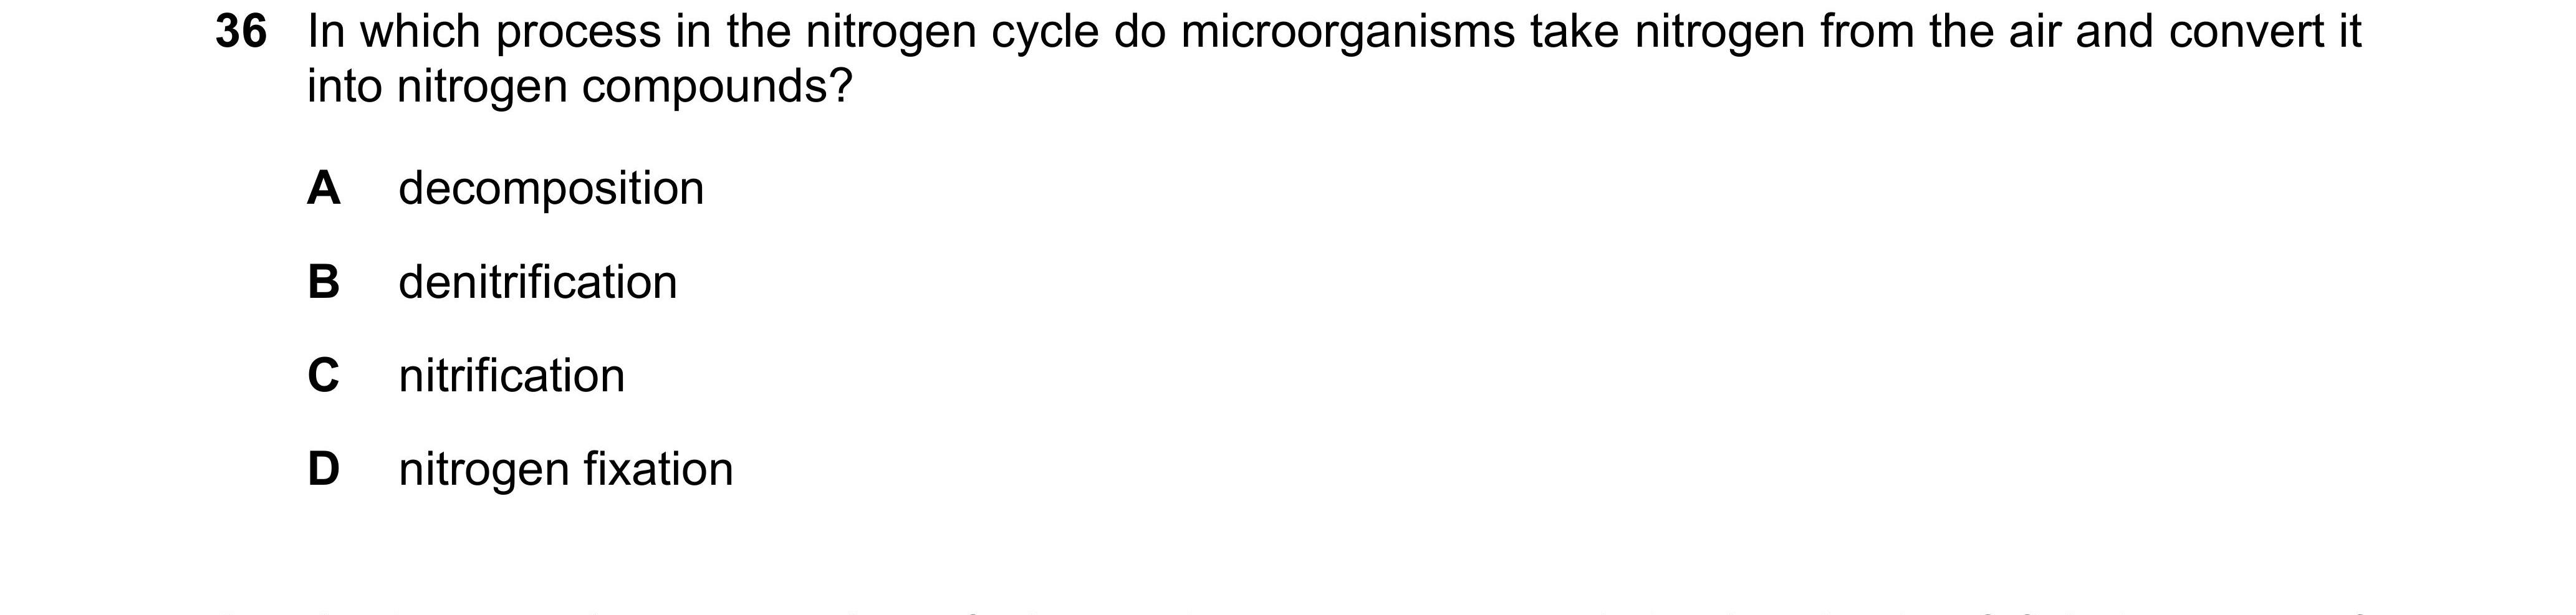 36 In which process in the nitrogen cycle do microorganisms take nitrogen from the air and convert it
into nitrogen compounds?
A decomposition
B denitrification
C nitrification
D nitrogen fixation